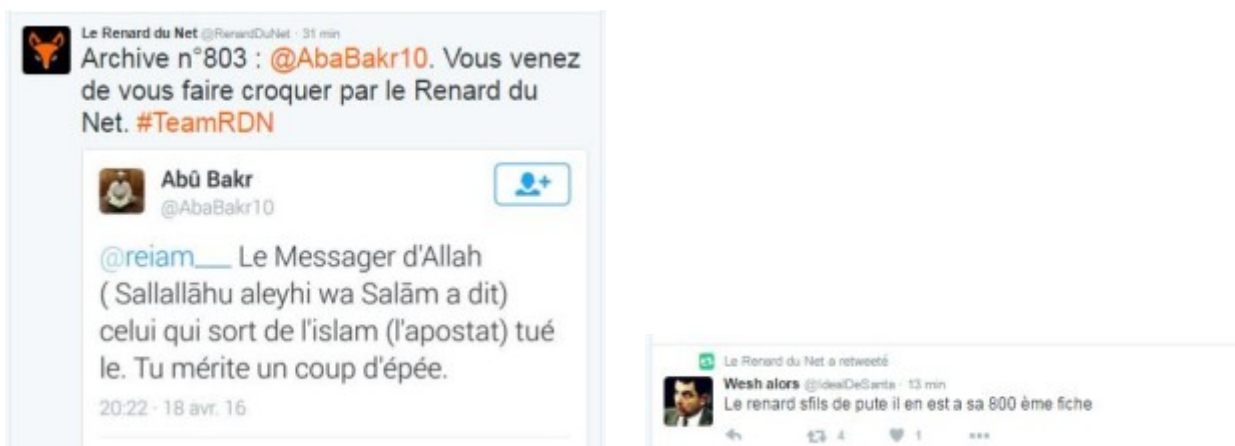 Le Renard du Net @RenardDuNet · 31 min
Archive n°803 : @AbaBakr10. Vous venez
de vous faire croquer par le Renard du
Net. #TeamRDN
Abû Bakr
@AbaBakr10
@reiam___ Le Messager d'Allah
( Sallallāhu aleyhi wa Salām a dit)
celui qui sort de l'islam (l'apostat) tué
le. Tu mérite un coup d'épée.
20:22 · 18 avr. 16
Le Renard du Net a retweeté
Wesh alors @IdealDeSanta · 13 min
Le renard sfils de pute il en est a sa 800 ème fiche
4 1